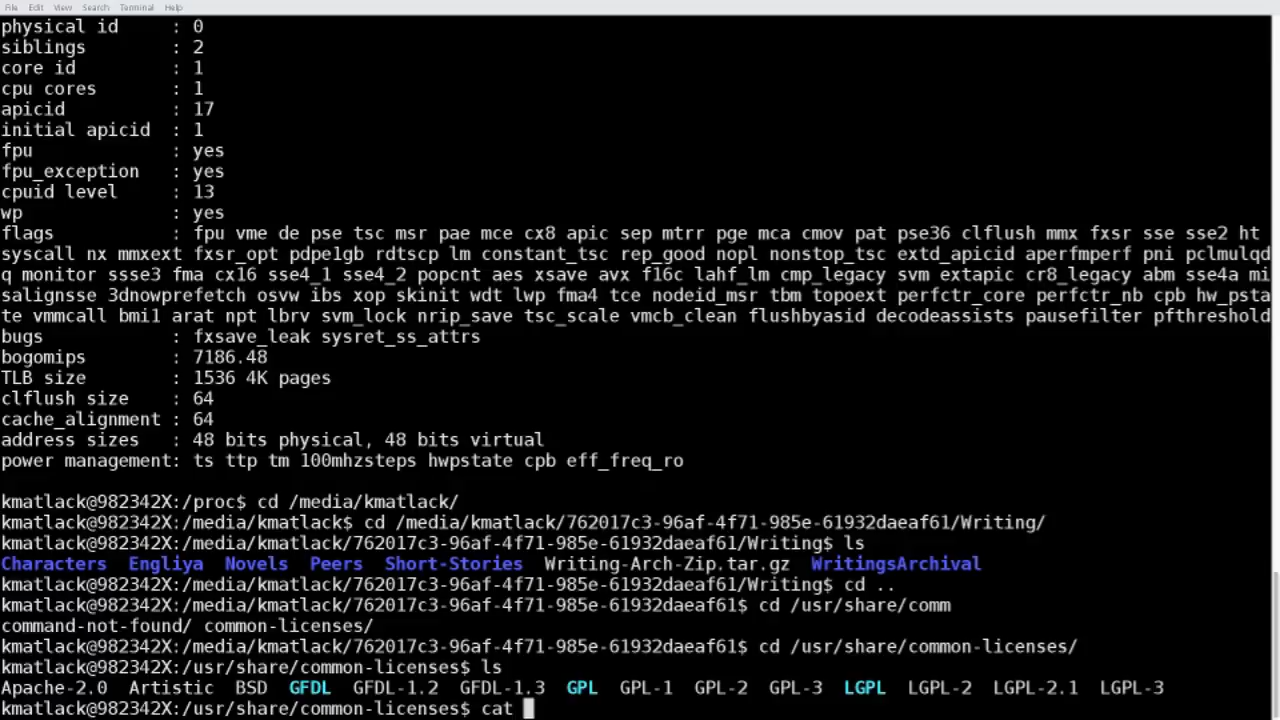 File Edit View Search Terminal Help
physical id : 0
siblings : 2
core id : 1
cpu cores : 1
apicid : 17
initial apicid : 1
fpu : yes
fpu_exception : yes
cpuid level : 13
wp : yes
flags : fpu vme de pse tsc msr pae mce cx8 apic sep mtrr pge mca cmov pat pse36 clflush mmx fxsr sse sse2 ht
syscall nx mmxext fxsr_opt pdpe1gb rdtscp lm constant_tsc rep_good nopl nonstop_tsc extd_apicid aperfmperf pni pclmulqd
q monitor ssse3 fma cx16 sse4_1 sse4_2 popcnt aes xsave avx f16c lahf_lm cmp_legacy svm extapic cr8_legacy abm sse4a mi
salignsse 3dnowprefetch osvw ibs xop skinit wdt lwp fma4 tce nodeid_msr tbm topoext perfctr_core perfctr_nb cpb hw_psta
te vmmcall bmi1 arat npt lbrv svm_lock nrip_save tsc_scale vmcb_clean flushbyasid decodeassists pausefilter pfthreshold
bugs : fxsave_leak sysret_ss_attrs
bogomips : 7186.48
TLB size : 1536 4K pages
clflush size : 64
cache_alignment : 64
address sizes : 48 bits physical, 48 bits virtual
power management: ts ttp tm 100mhzsteps hwpstate cpb eff_freq_ro
kmatlack@982342X:/proc$ cd /media/kmatlack/
kmatlack@982342X:/media/kmatlack$ cd /media/kmatlack/762017c3-96af-4f71-985e-61932daeaf61/Writing/
kmatlack@982342X:/media/kmatlack/762017c3-96af-4f71-985e-61932daeaf61/Writing$ ls
Characters Engliya Novels Peers Short-Stories Writing-Arch-Zip.tar.gz WritingsArchival
kmatlack@982342X:/media/kmatlack/762017c3-96af-4f71-985e-61932daeaf61/Writing$ cd ..
kmatlack@982342X:/media/kmatlack/762017c3-96af-4f71-985e-61932daeaf61$ cd /usr/share/comm
command-not-found/ common-licenses/
kmatlack@982342X:/media/kmatlack/762017c3-96af-4f71-985e-61932daeaf61$ cd /usr/share/common-licenses/
kmatlack@982342X:/usr/share/common-licenses$ ls
Apache-2.0 Artistic BSD GFDL GFDL-1.2 GFDL-1.3 GPL GPL-1 GPL-2 GPL-3 LGPL LGPL-2 LGPL-2.1 LGPL-3
kmatlack@982342X:/usr/share/common-licenses$ cat